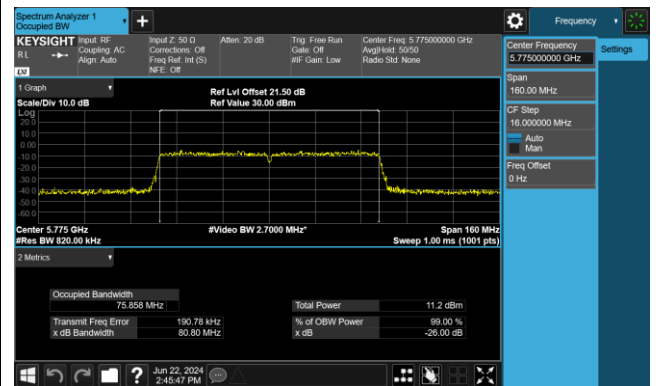 Spectrum Analyzer 1
Occupied BW
Frequency
KEYSIGHT
RL
LXI
Input: RF
Coupling: AC
Align: Auto
Input Z: 50 Ω
Corrections: Off
Freq Ref: Int (S)
NFE: Off
Atten: 20 dB
Trig: Free Run
Gate: Off
#IF Gain: Low
Center Freq: 5.775000000 GHz
Avg|Hold: 50/50
Radio Std: None
Center Frequency
5.775000000 GHz
Settings
Span
160.00 MHz
CF Step
16.000000 MHz
Auto
Man
Freq Offset
0 Hz
1 Graph
Scale/Div 10.0 dB
Ref Lvl Offset 21.50 dB
Ref Value 30.00 dBm
Log
20.0
10.0
0.00
-10.0
-20.0
-30.0
-40.0
-50.0
-60.0
Center 5.775 GHz
#Res BW 820.00 kHz
#Video BW 2.7000 MHz*
Span 160 MHz
Sweep 1.00 ms (1001 pts)
2 Metrics
Occupied Bandwidth
75.858 MHz
Total Power 11.2 dBm
Transmit Freq Error 190.78 kHz
% of OBW Power 99.00 %
x dB Bandwidth 80.80 MHz
x dB -26.00 dB
?
Jun 22, 2024
2:45:47 PM